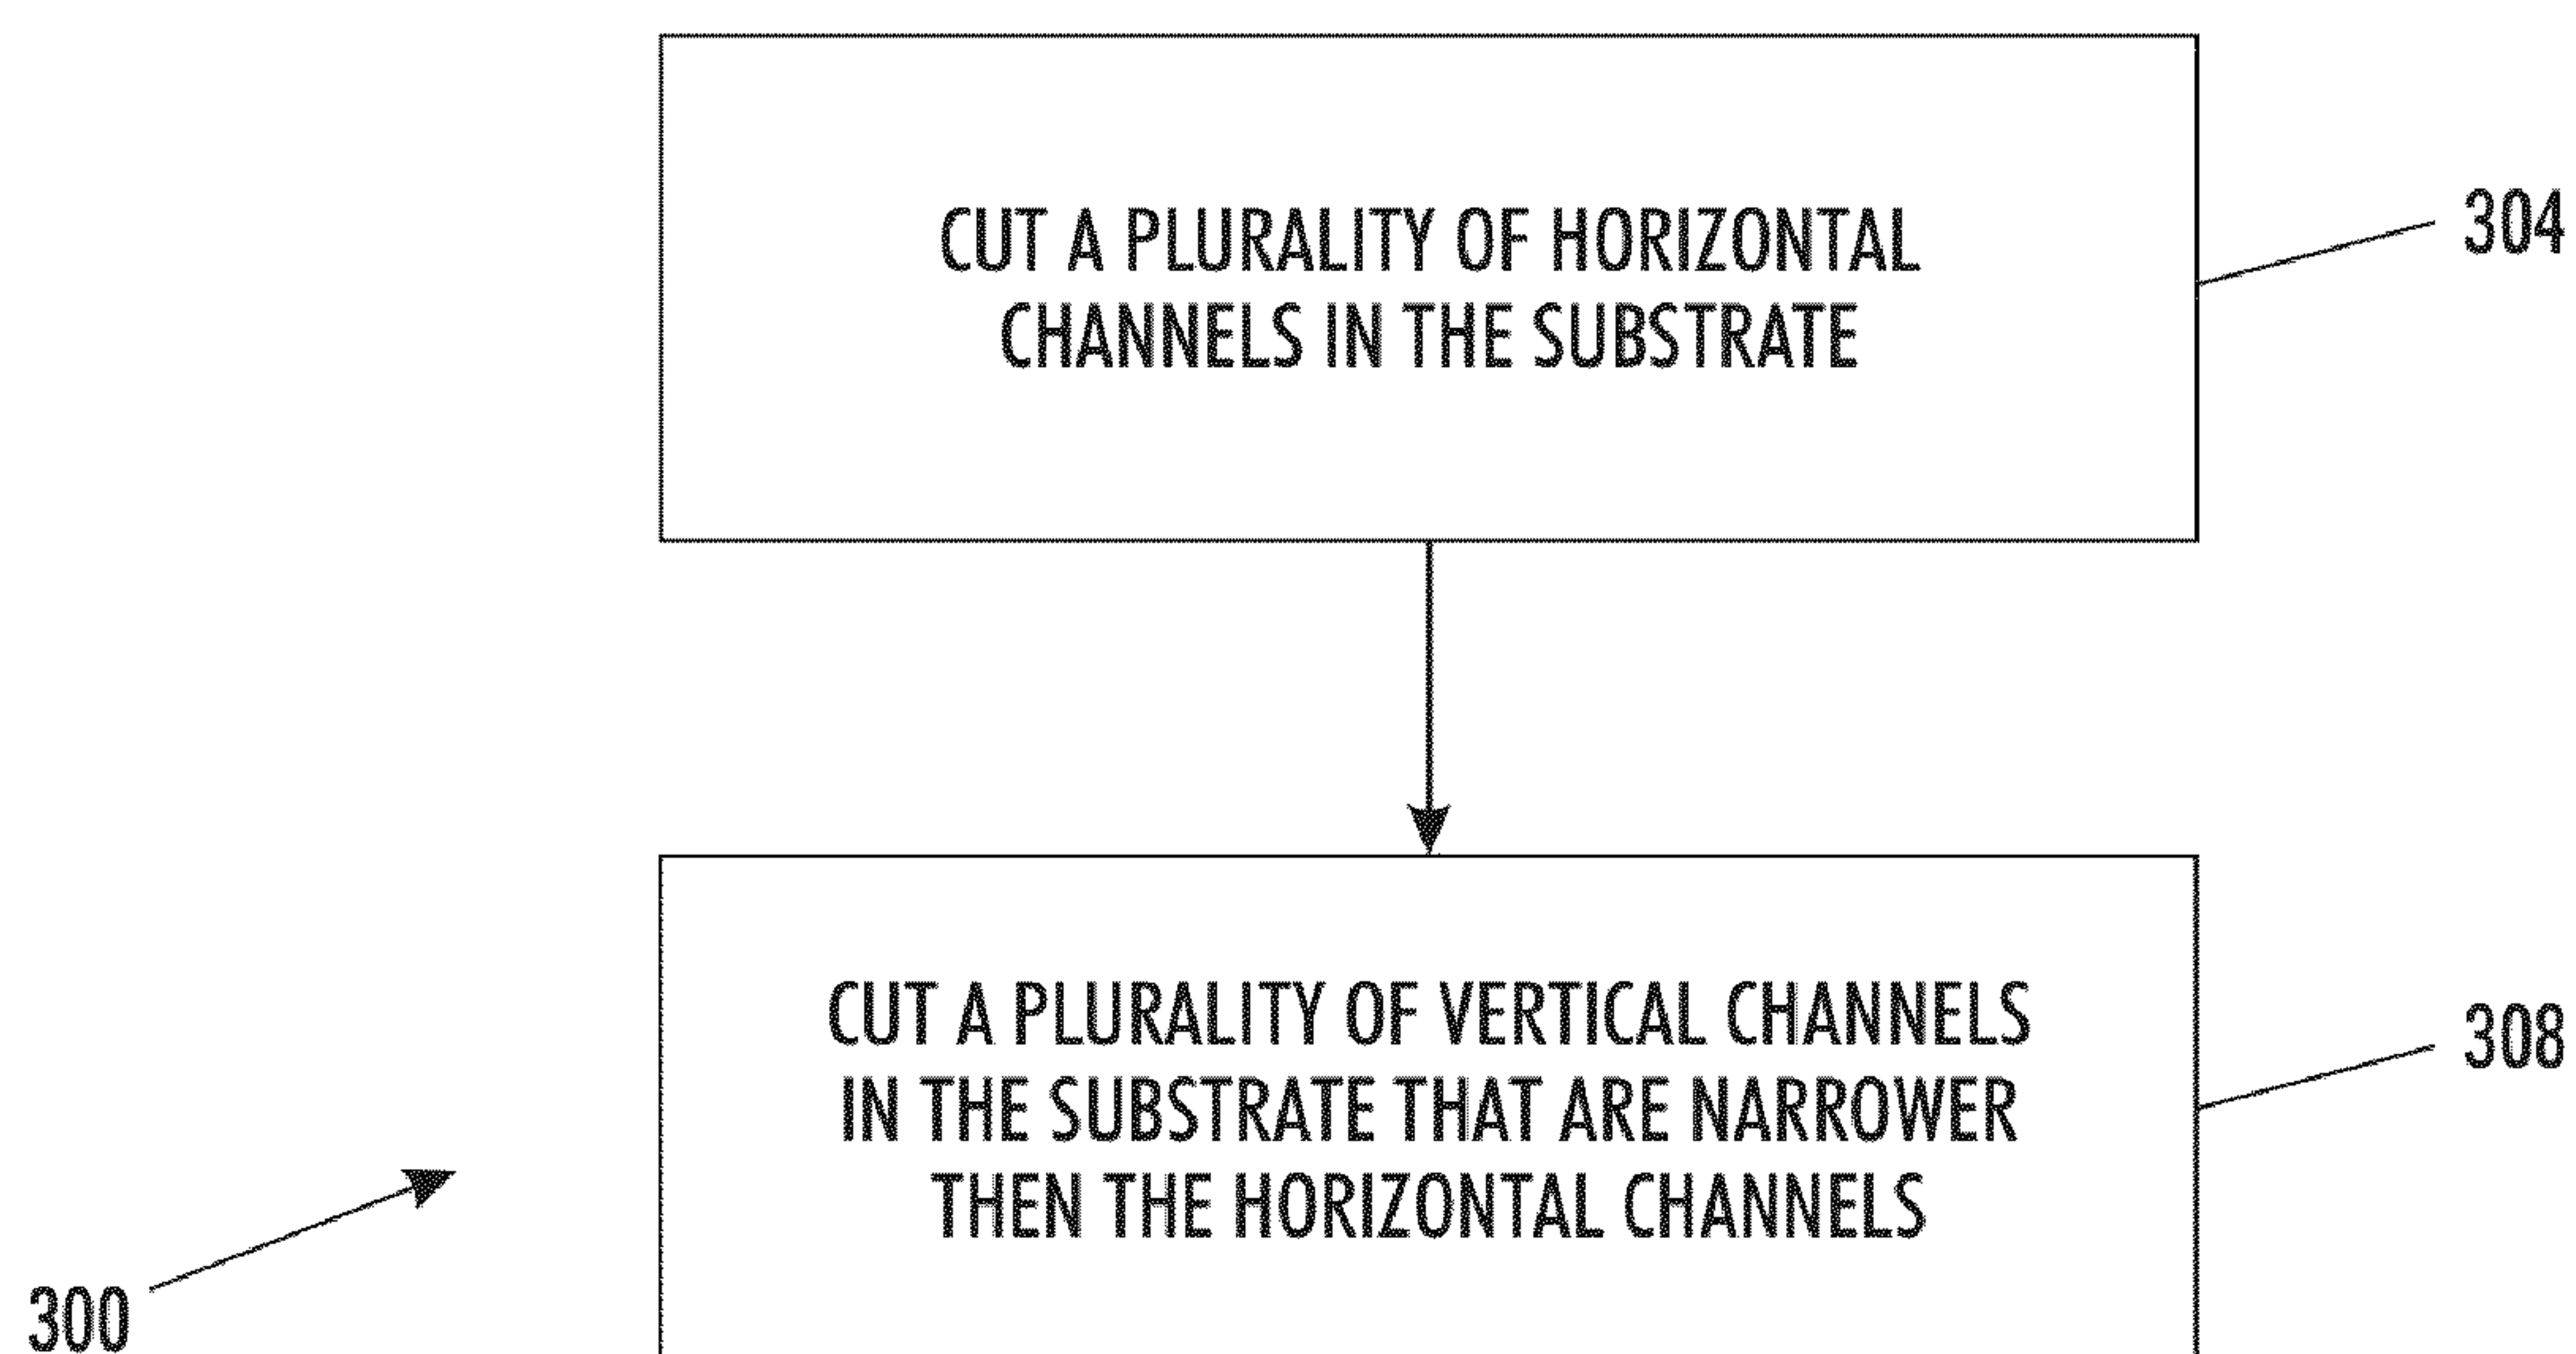 CUT A PLURALITY OF HORIZONTAL
CHANNELS IN THE SUBSTRATE
304
CUT A PLURALITY OF VERTICAL CHANNELS
IN THE SUBSTRATE THAT ARE NARROWER
THEN THE HORIZONTAL CHANNELS
308
300